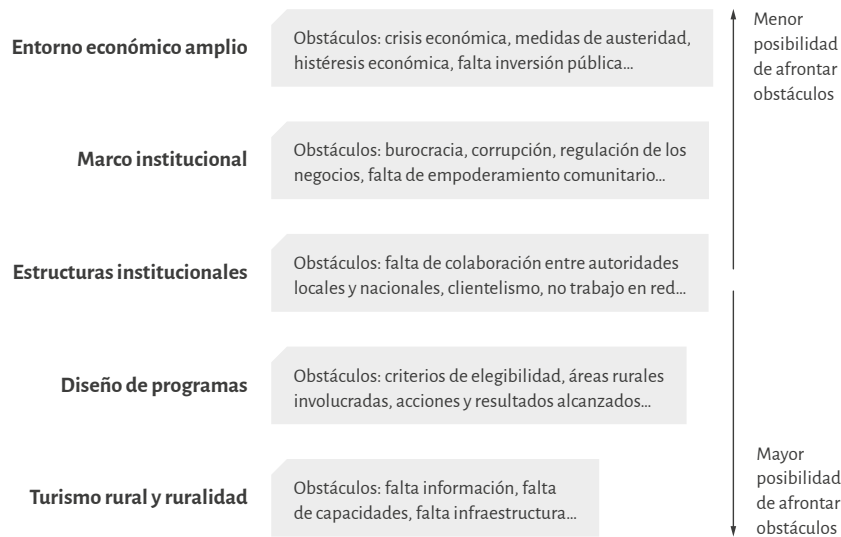 Entorno económico amplio
Obstáculos: crisis económica, medidas de austeridad,
histéresis económica, falta inversión pública...
Marco institucional
Obstáculos: burocracia, corrupción, regulación de los
negocios, falta de empoderamiento comunitario...
Estructuras institucionales
Obstáculos: falta de colaboración entre autoridades
locales y nacionales, clientelismo, no trabajo en red...
Diseño de programas
Obstáculos: criterios de elegibilidad, áreas rurales
involucradas, acciones y resultados alcanzados...
Turismo rural y ruralidad
Obstáculos: falta información, falta
de capacidades, falta infraestructura...
Menor
posibilidad
de afrontar
obstáculos
Mayor
posibilidad
de afrontar
obstáculos